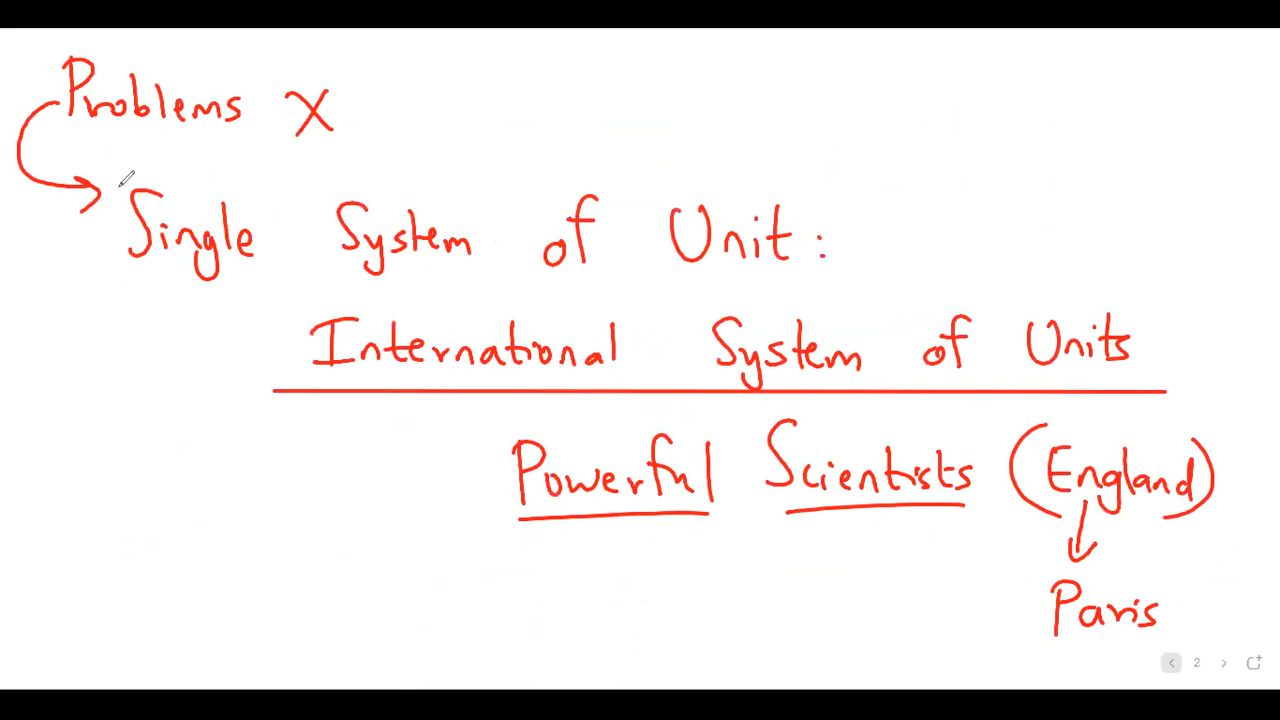 Problems X
Single System of Unit:
International System of Units
Powerful Scientists (England)
Paris
2